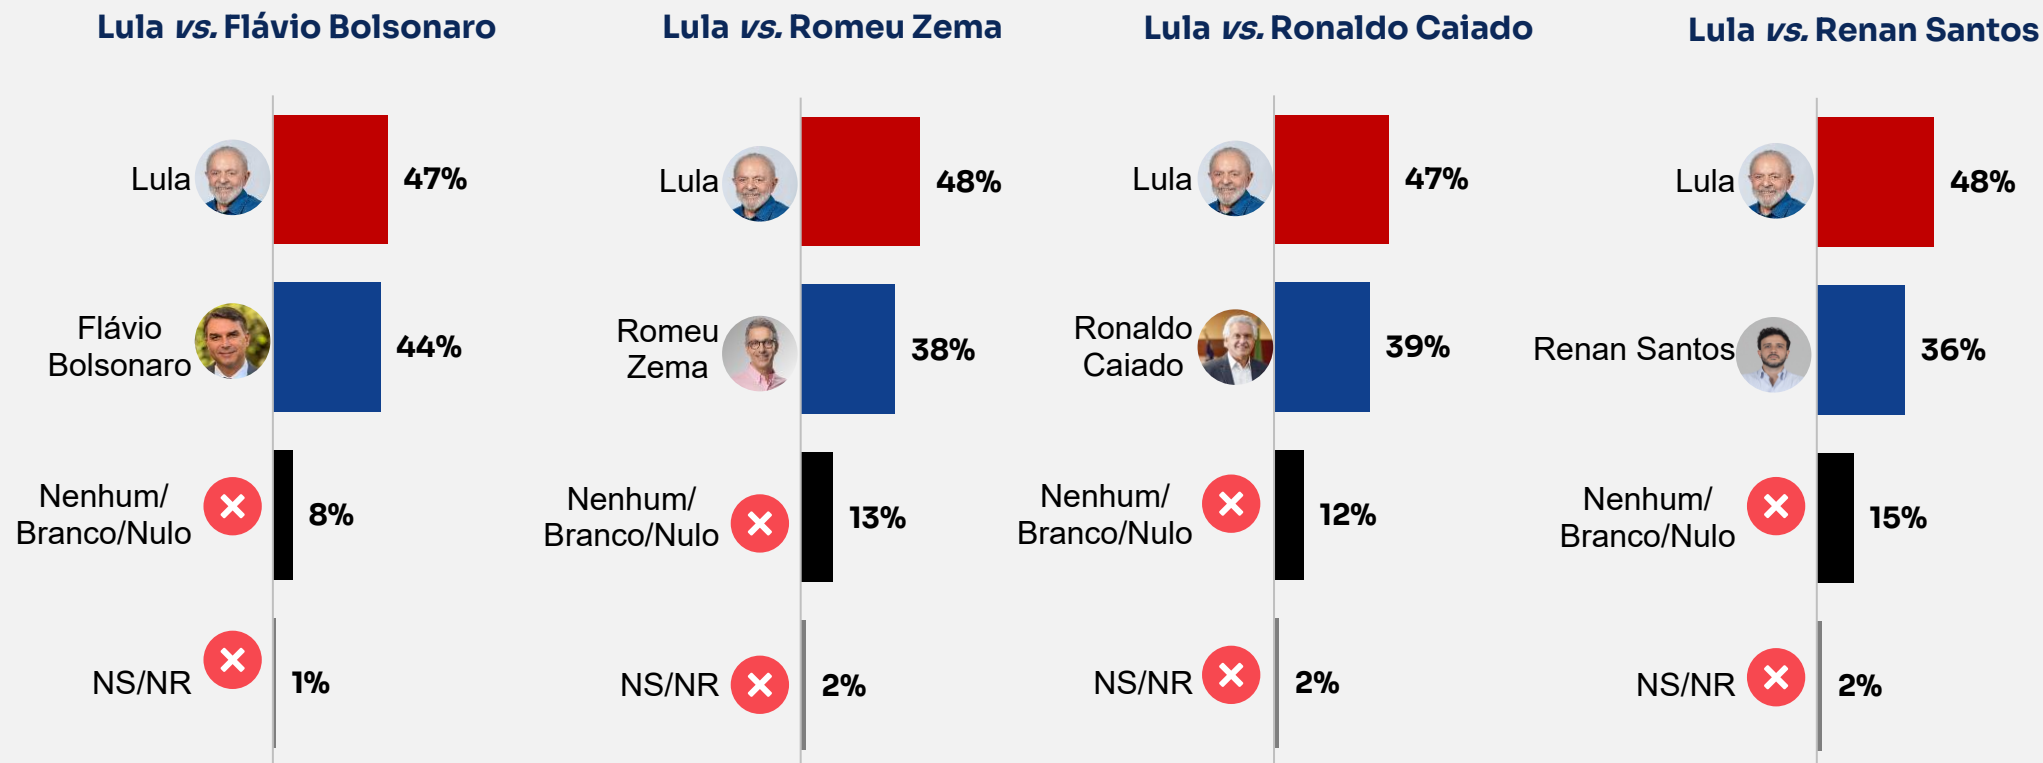 Lula vs. Flávio Bolsonaro
Lula
47%
Flávio
Bolsonaro
44%
Nenhum/
Branco/Nulo
8%
NS/NR
1%
Lula vs. Romeu Zema
Lula
48%
Romeu
Zema
38%
Nenhum/
Branco/Nulo
13%
NS/NR
2%
Lula vs. Ronaldo Caiado
Lula
47%
Ronaldo
Caiado
39%
Nenhum/
Branco/Nulo
12%
NS/NR
2%
Lula vs. Renan Santos
Lula
48%
Renan Santos
36%
Nenhum/
Branco/Nulo
15%
NS/NR
2%